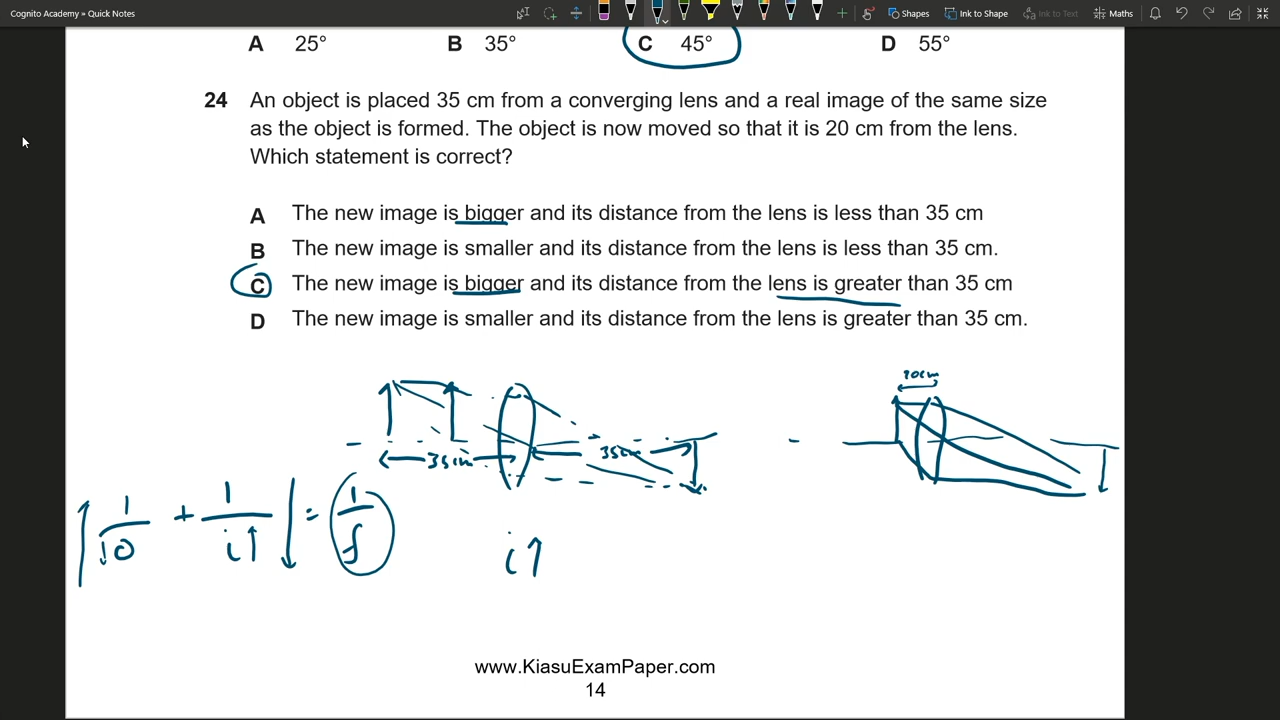 Cognito Academy » Quick Notes
Shapes Ink to Shape Ink to Text Maths
A 25° B 35° C 45° D 55°
24 An object is placed 35 cm from a converging lens and a real image of the same size
as the object is formed. The object is now moved so that it is 20 cm from the lens.
Which statement is correct?
A The new image is bigger and its distance from the lens is less than 35 cm
B The new image is smaller and its distance from the lens is less than 35 cm.
C The new image is bigger and its distance from the lens is greater than 35 cm
D The new image is smaller and its distance from the lens is greater than 35 cm.
20cm
35cm 35cm
1/↓o + 1/i↑ = 1/f
i↑
www.KiasuExamPaper.com
14